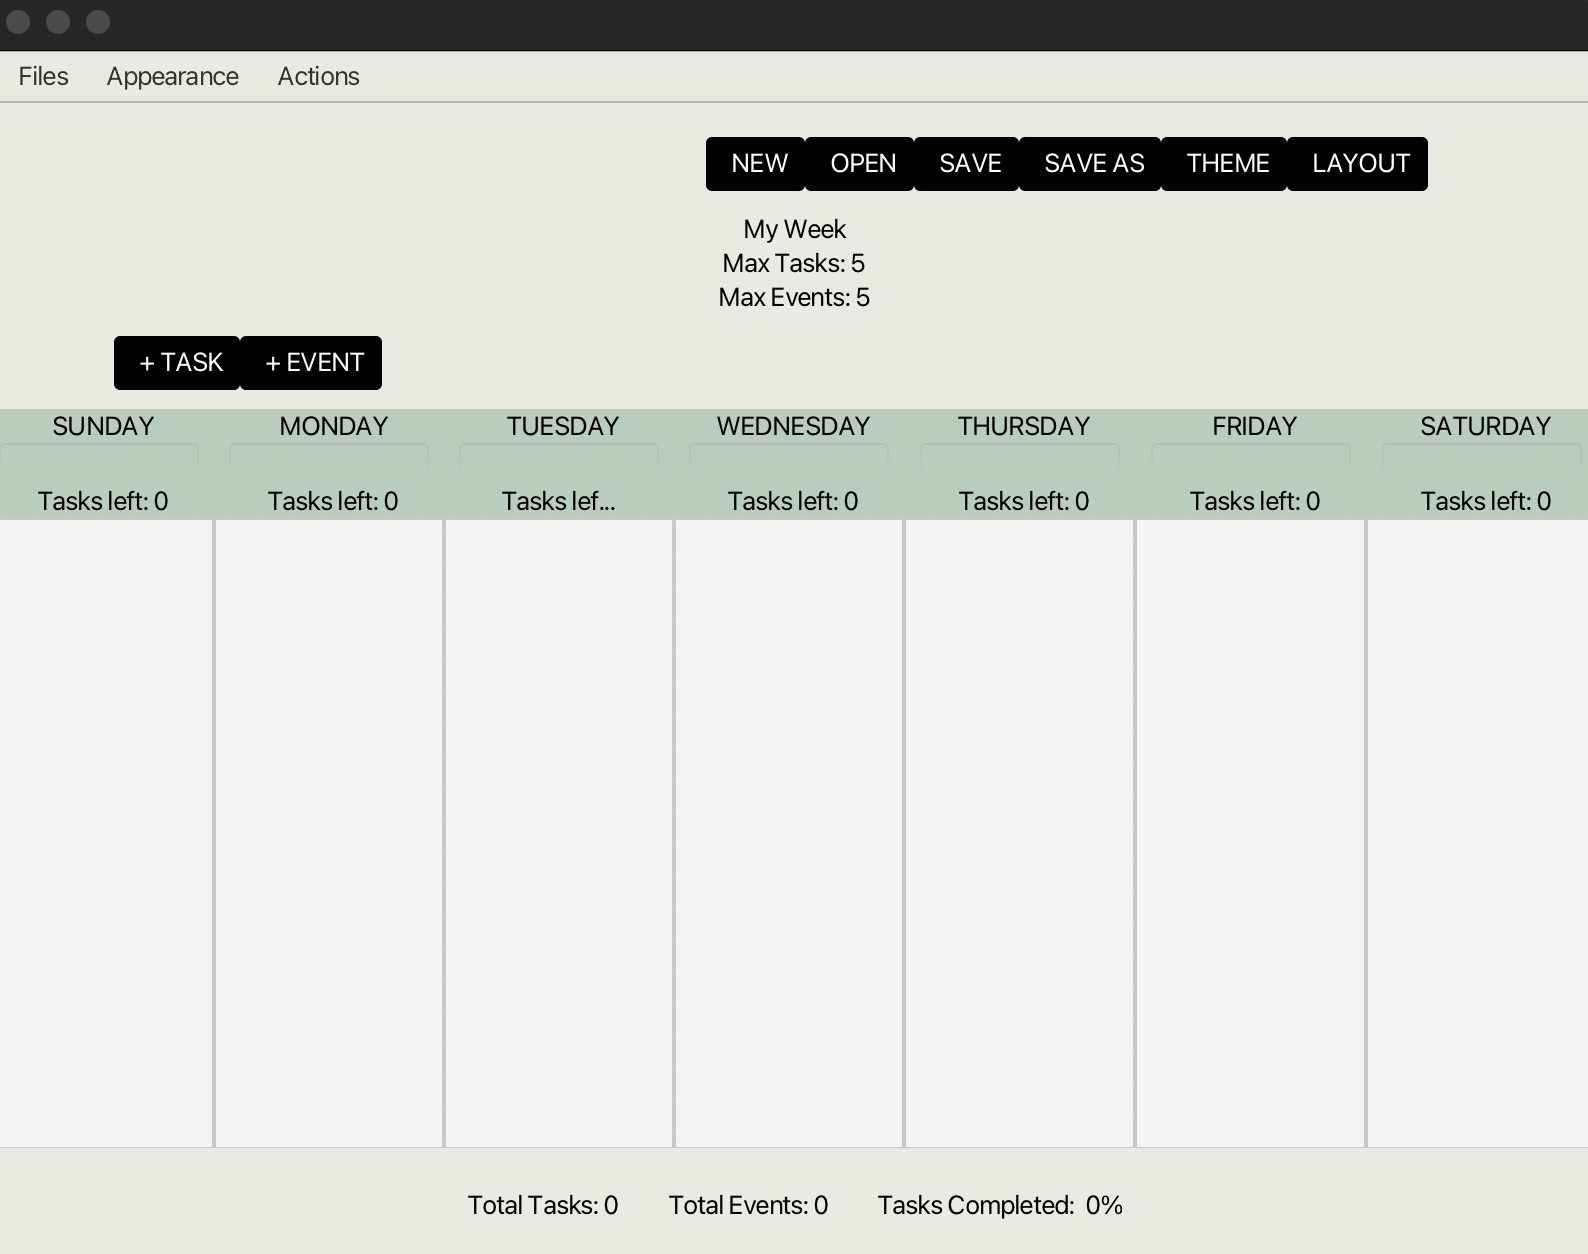 Files Appearance Actions
NEW OPEN SAVE SAVE AS THEME LAYOUT
My Week
Max Tasks: 5
Max Events: 5
+ TASK + EVENT
SUNDAY MONDAY TUESDAY WEDNESDAY THURSDAY FRIDAY SATURDAY
Tasks left: 0 Tasks left: 0 Tasks lef... Tasks left: 0 Tasks left: 0 Tasks left: 0 Tasks left: 0
Total Tasks: 0 Total Events: 0 Tasks Completed: 0%